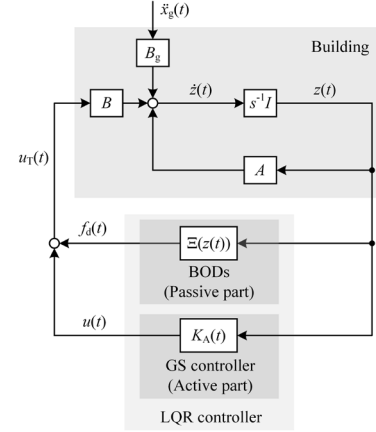 ẍg(t)
Building
Bg
B
ż(t)
s⁻¹I
z(t)
A
uT(t)
fd(t)
Ξ(z(t))
BODs
(Passive part)
u(t)
KA(t)
GS controller
(Active part)
LQR controller